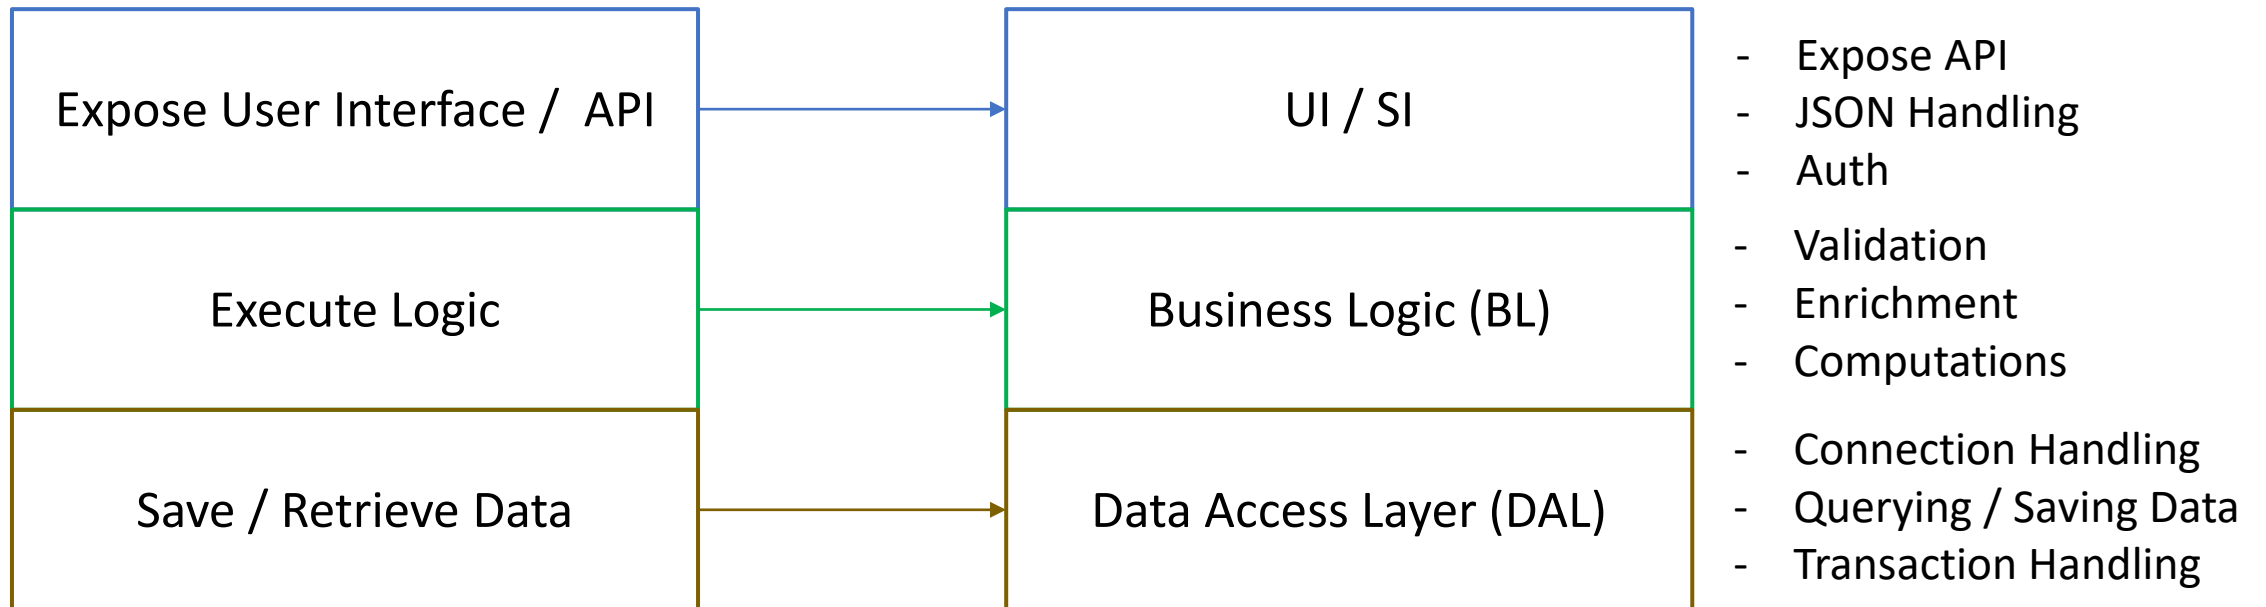 Expose User Interface /  API
UI / SI
- Expose API
- JSON Handling
- Auth
Execute Logic
Business Logic (BL)
- Validation
- Enrichment
- Computations
Save / Retrieve Data
Data Access Layer (DAL)
- Connection Handling
- Querying / Saving Data
- Transaction Handling